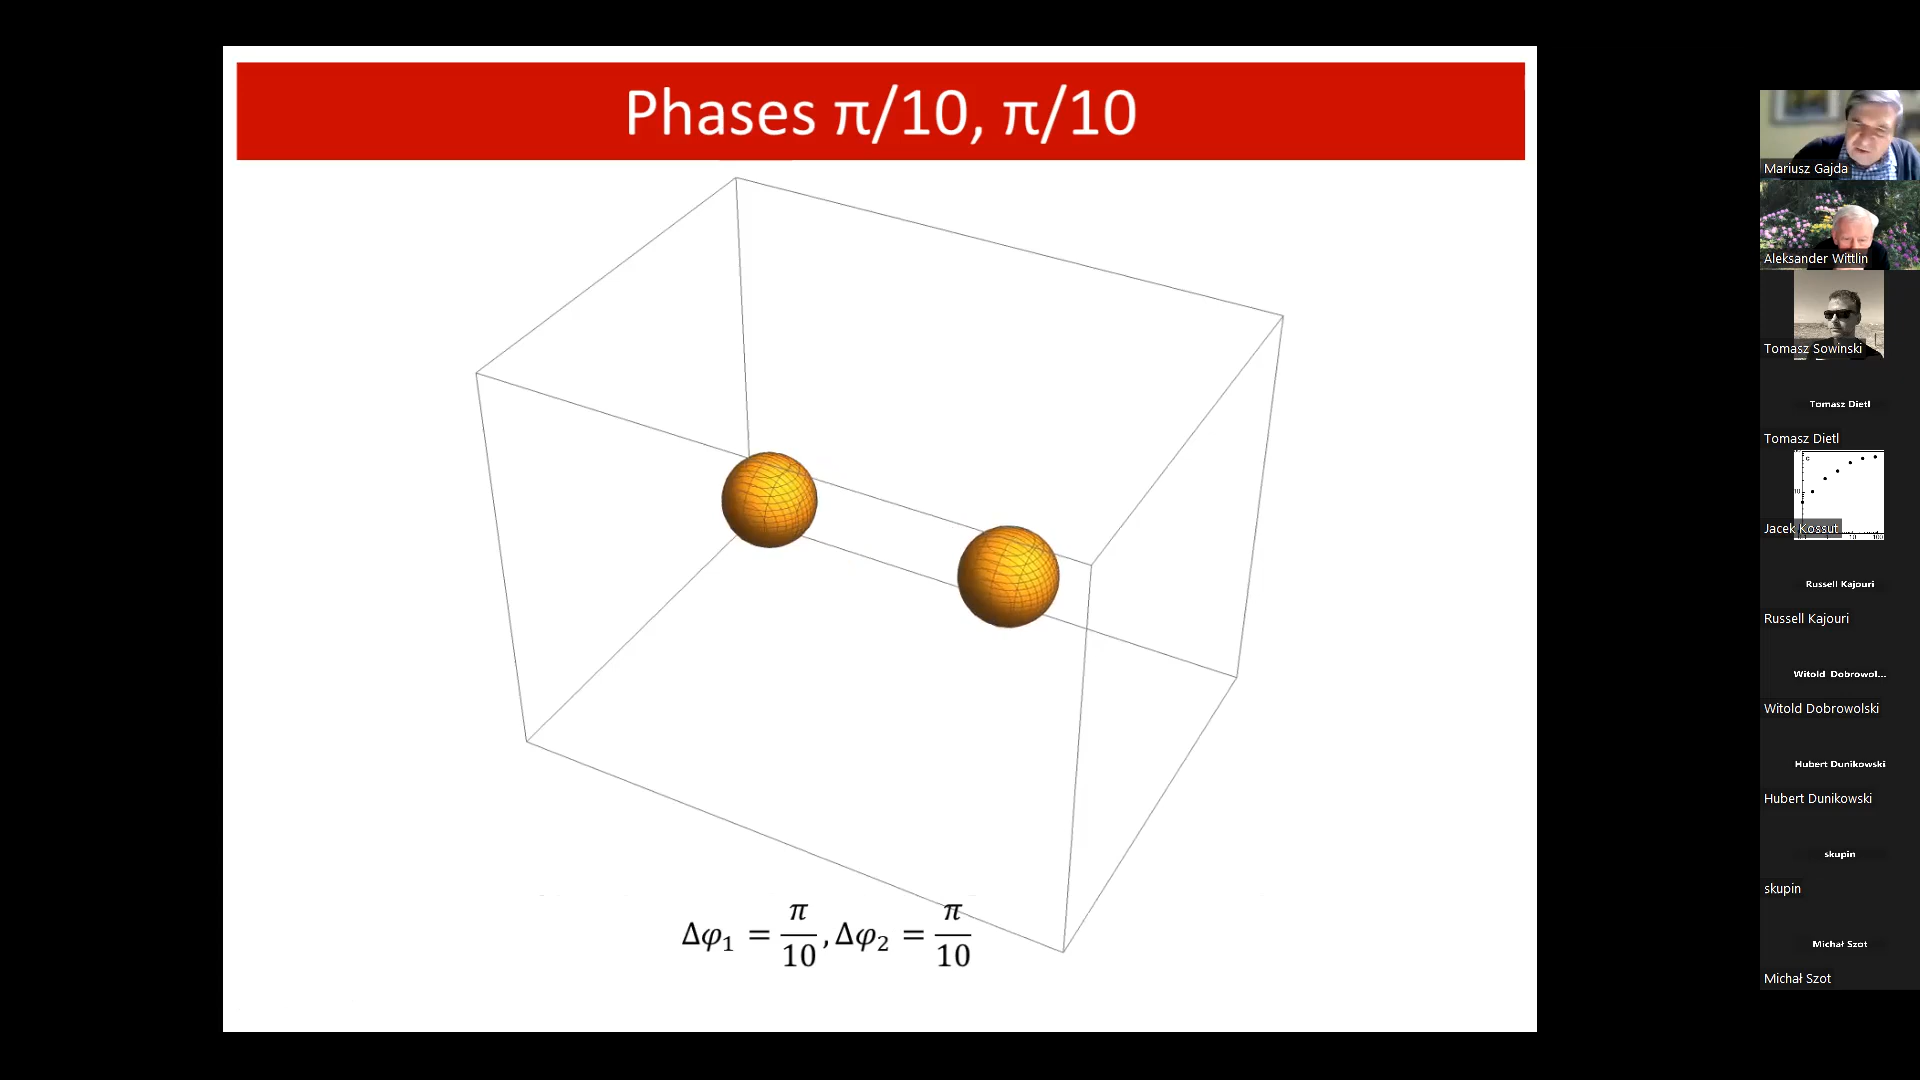 Phases π/10, π/10
Δφ₁ = π/10, Δφ₂ = π/10
Mariusz Gajda
Aleksander Wittlin
Tomasz Sowinski
Tomasz Dietl
Tomasz Dietl
Jacek Kossut
Russell Kajouri
Russell Kajouri
Witold Dobrowol...
Witold Dobrowolski
Hubert Dunikowski
Hubert Dunikowski
skupin
skupin
Michał Szot
Michał Szot